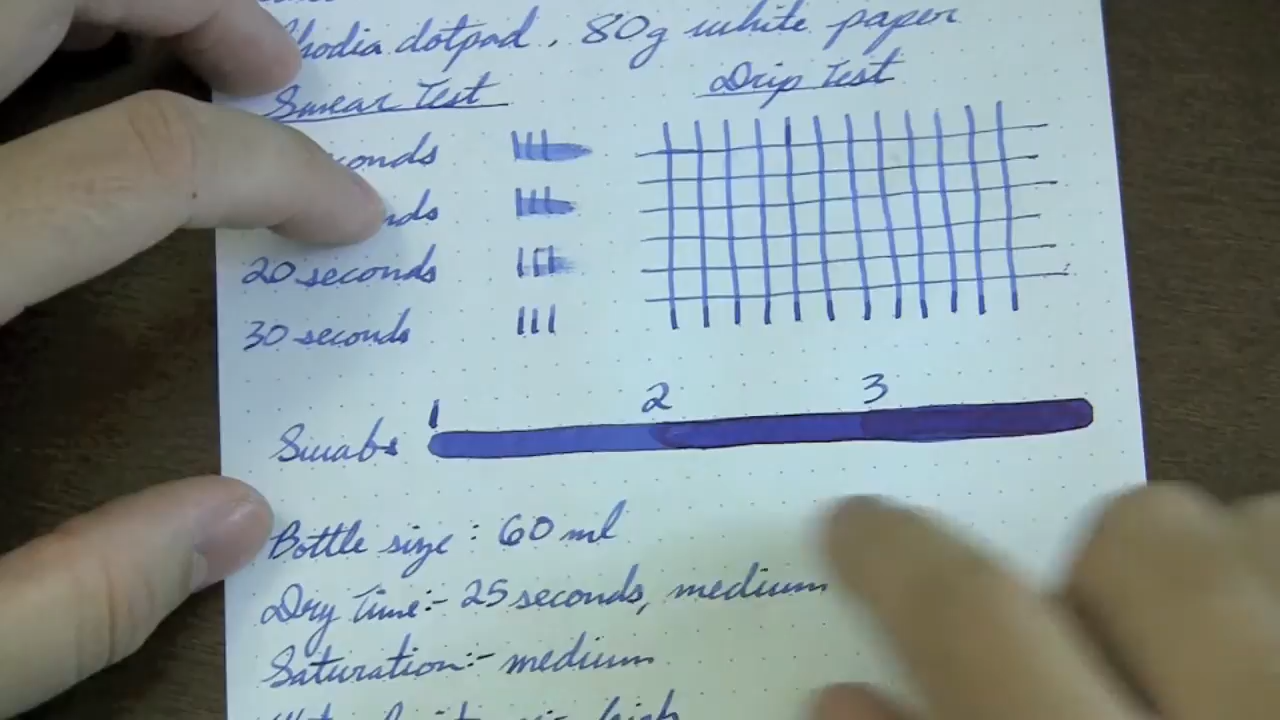 Rhodia dotpad, 80g white paper
Smear Test
Drip Test
20 seconds
30 seconds
1 2 3
Swabs
Bottle size: 60 ml
Dry Time:- 25 seconds, medium
Saturation:- medium